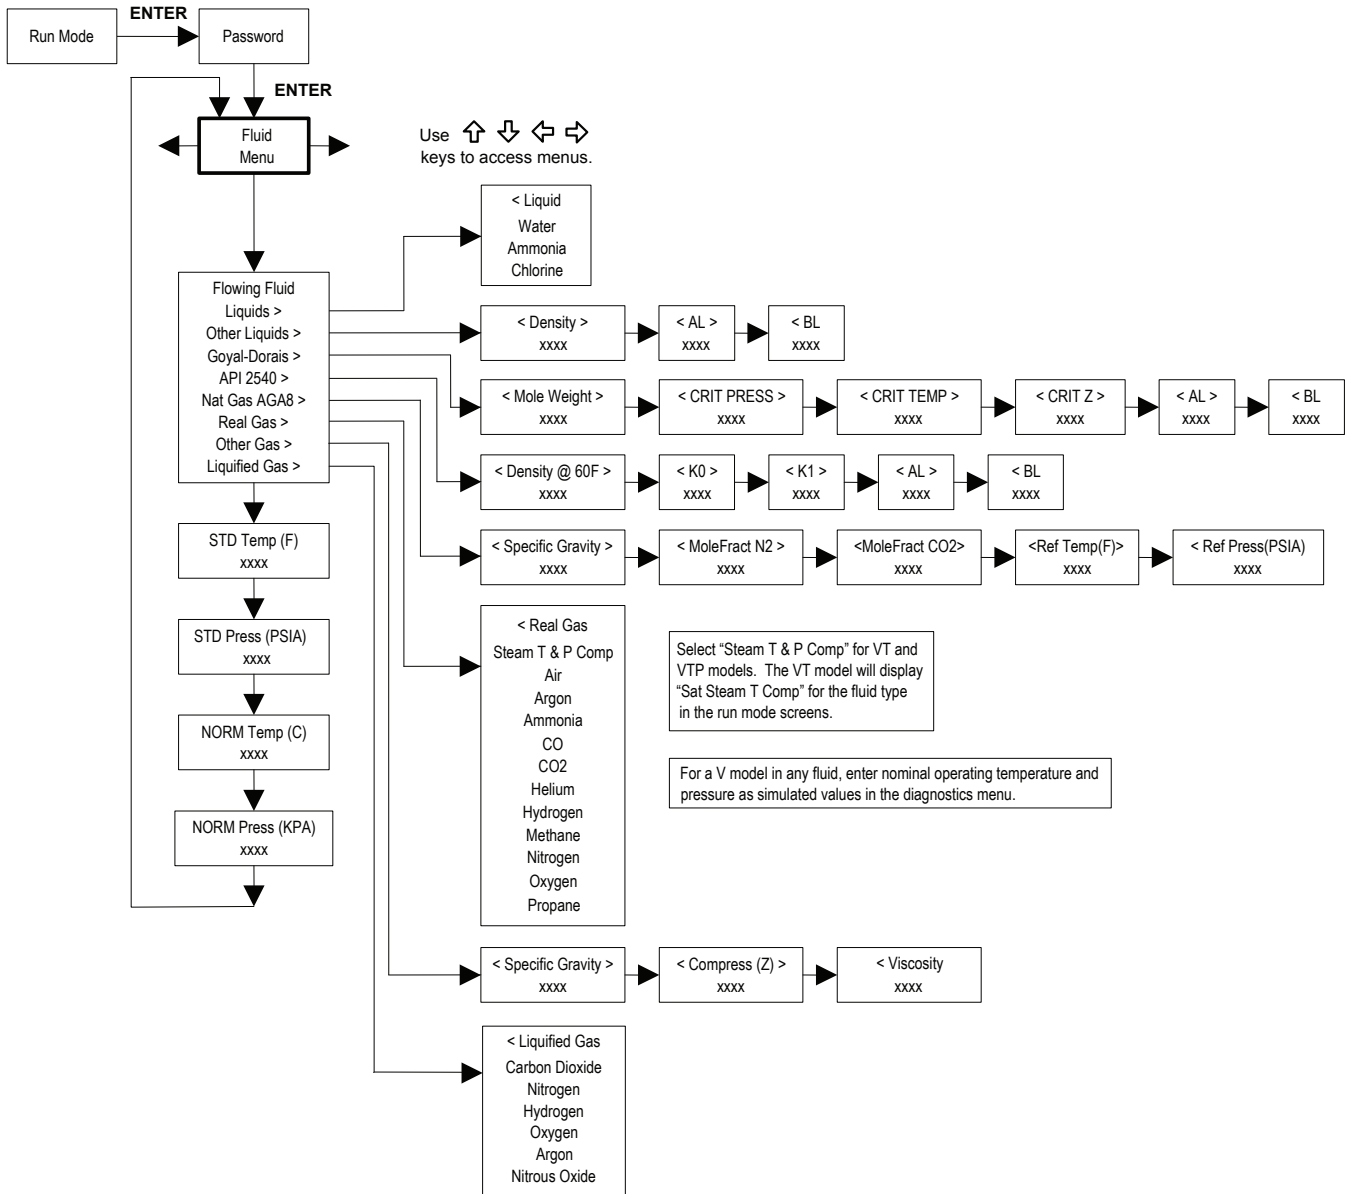 ENTER
Run Mode
Password
ENTER
Fluid
Menu
Use
keys to access menus.
< Liquid
Water
Ammonia
Chlorine
Flowing Fluid
Liquids >
Other Liquids >
Goyal-Dorais >
API 2540 >
Nat Gas AGA8 >
Real Gas >
Other Gas >
Liquified Gas >
< Density >
xxxx
< AL >
xxxx
< BL
xxxx
< Mole Weight >
xxxx
< CRIT PRESS >
xxxx
< CRIT TEMP >
xxxx
< CRIT Z >
xxxx
< AL >
xxxx
< BL
xxxx
< Density @ 60F >
xxxx
< K0 >
xxxx
< K1 >
xxxx
< AL >
xxxx
< BL
xxxx
STD Temp (F)
xxxx
< Specific Gravity >
xxxx
< MoleFract N2 >
xxxx
<MoleFract CO2>
xxxx
<Ref Temp(F)>
xxxx
< Ref Press(PSIA)
xxxx
STD Press (PSIA)
xxxx
NORM Temp (C)
xxxx
NORM Press (KPA)
xxxx
< Real Gas
Steam T & P Comp
Air
Argon
Ammonia
CO
CO2
Helium
Hydrogen
Methane
Nitrogen
Oxygen
Propane
Select “Steam T & P Comp” for VT and
VTP models. The VT model will display
“Sat Steam T Comp” for the fluid type
in the run mode screens.
For a V model in any fluid, enter nominal operating temperature and
pressure as simulated values in the diagnostics menu.
< Specific Gravity >
xxxx
< Compress (Z) >
xxxx
< Viscosity
xxxx
< Liquified Gas
Carbon Dioxide
Nitrogen
Hydrogen
Oxygen
Argon
Nitrous Oxide